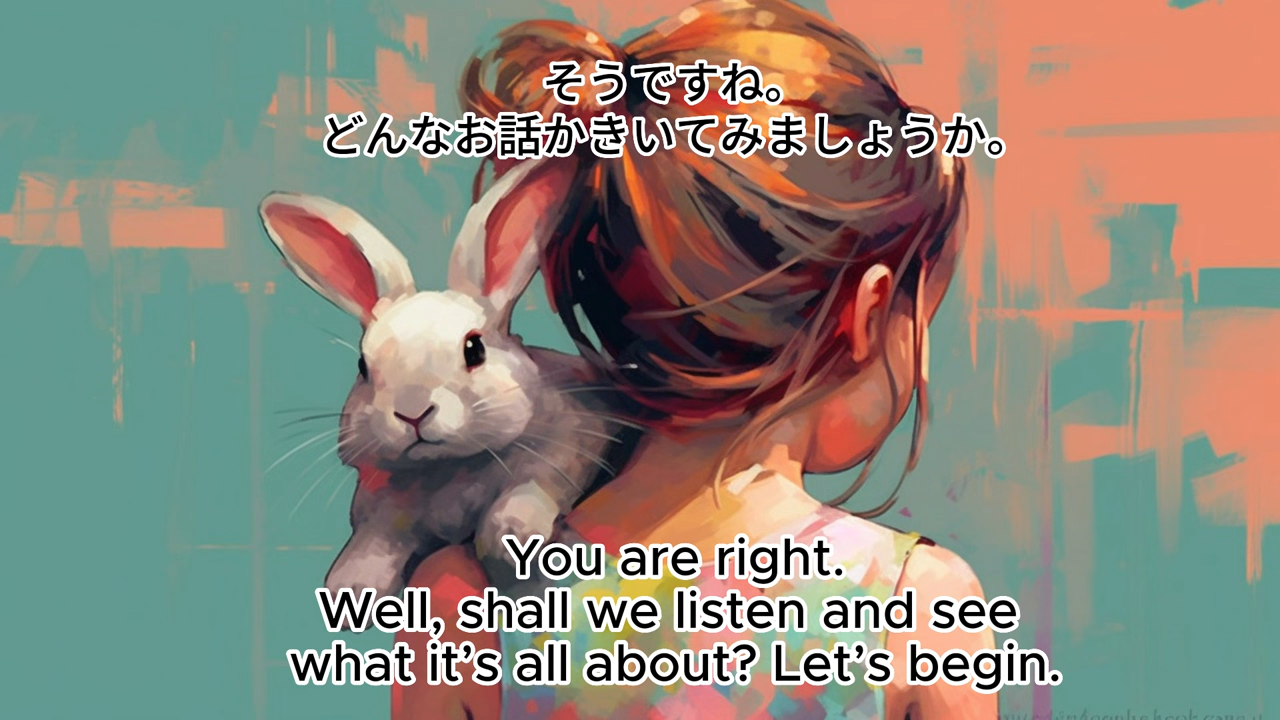 そうですね。
どんなお話かきいてみましょうか。
You are right.
Well, shall we listen and see
what it’s all about? Let’s begin.